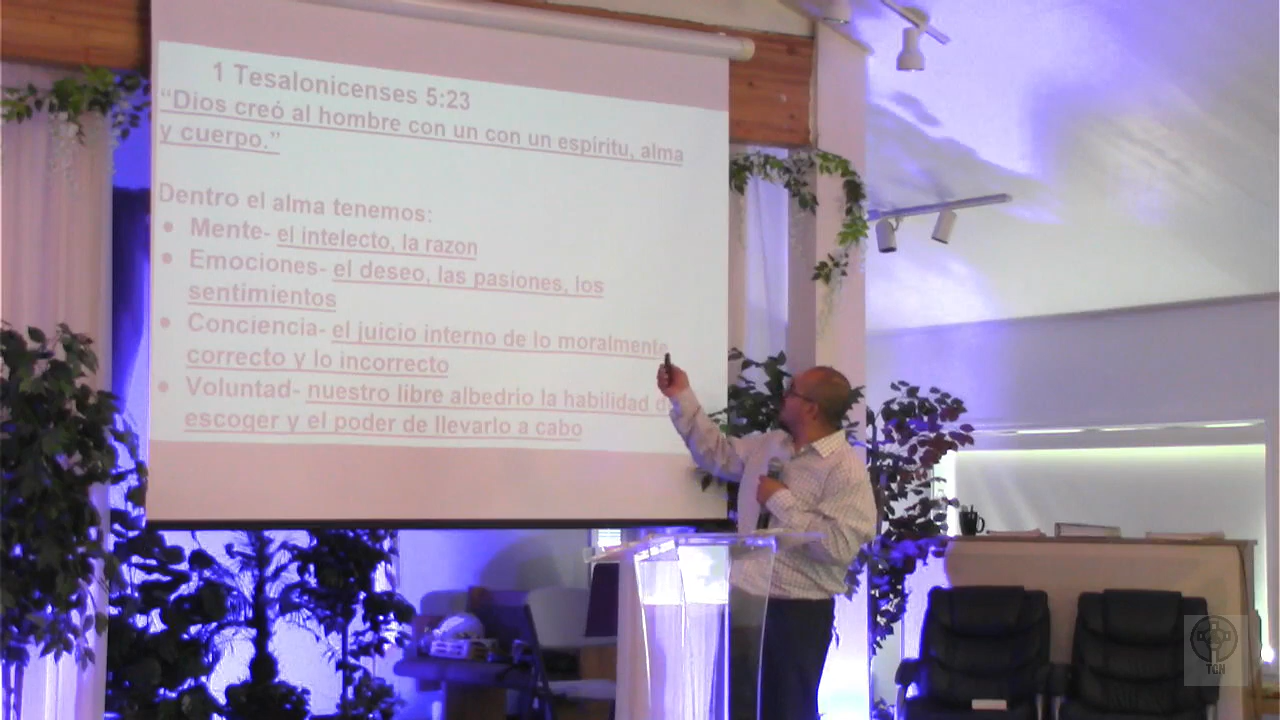 1 Tesalonicenses 5:23
“Dios creó al hombre con un con un espíritu, alma
y cuerpo.”
Dentro el alma tenemos:
● Mente- el intelecto, la razon
● Emociones- el deseo, las pasiones, los
sentimientos
● Conciencia- el juicio interno de lo moralmente
correcto y lo incorrecto
● Voluntad- nuestro libre albedrio la habilidad
escoger y el poder de llevarlo a cabo
TCN